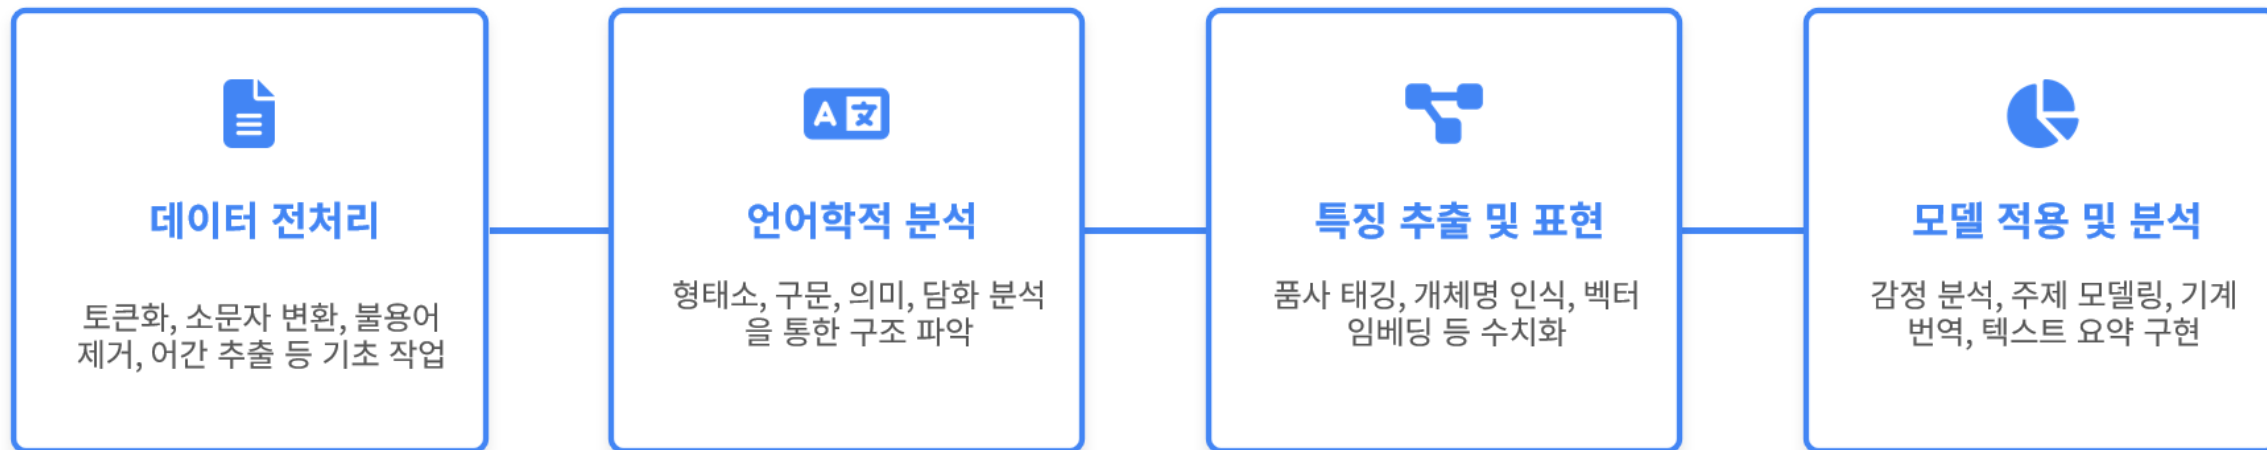 데이터 전처리
토큰화, 소문자 변환, 불용어
제거, 어간 추출 등 기초 작업
A 文
언어학적 분석
형태소, 구문, 의미, 담화 분석
을 통한 구조 파악
특징 추출 및 표현
품사 태깅, 개체명 인식, 벡터
임베딩 등 수치화
모델 적용 및 분석
감정 분석, 주제 모델링, 기계
번역, 텍스트 요약 구현